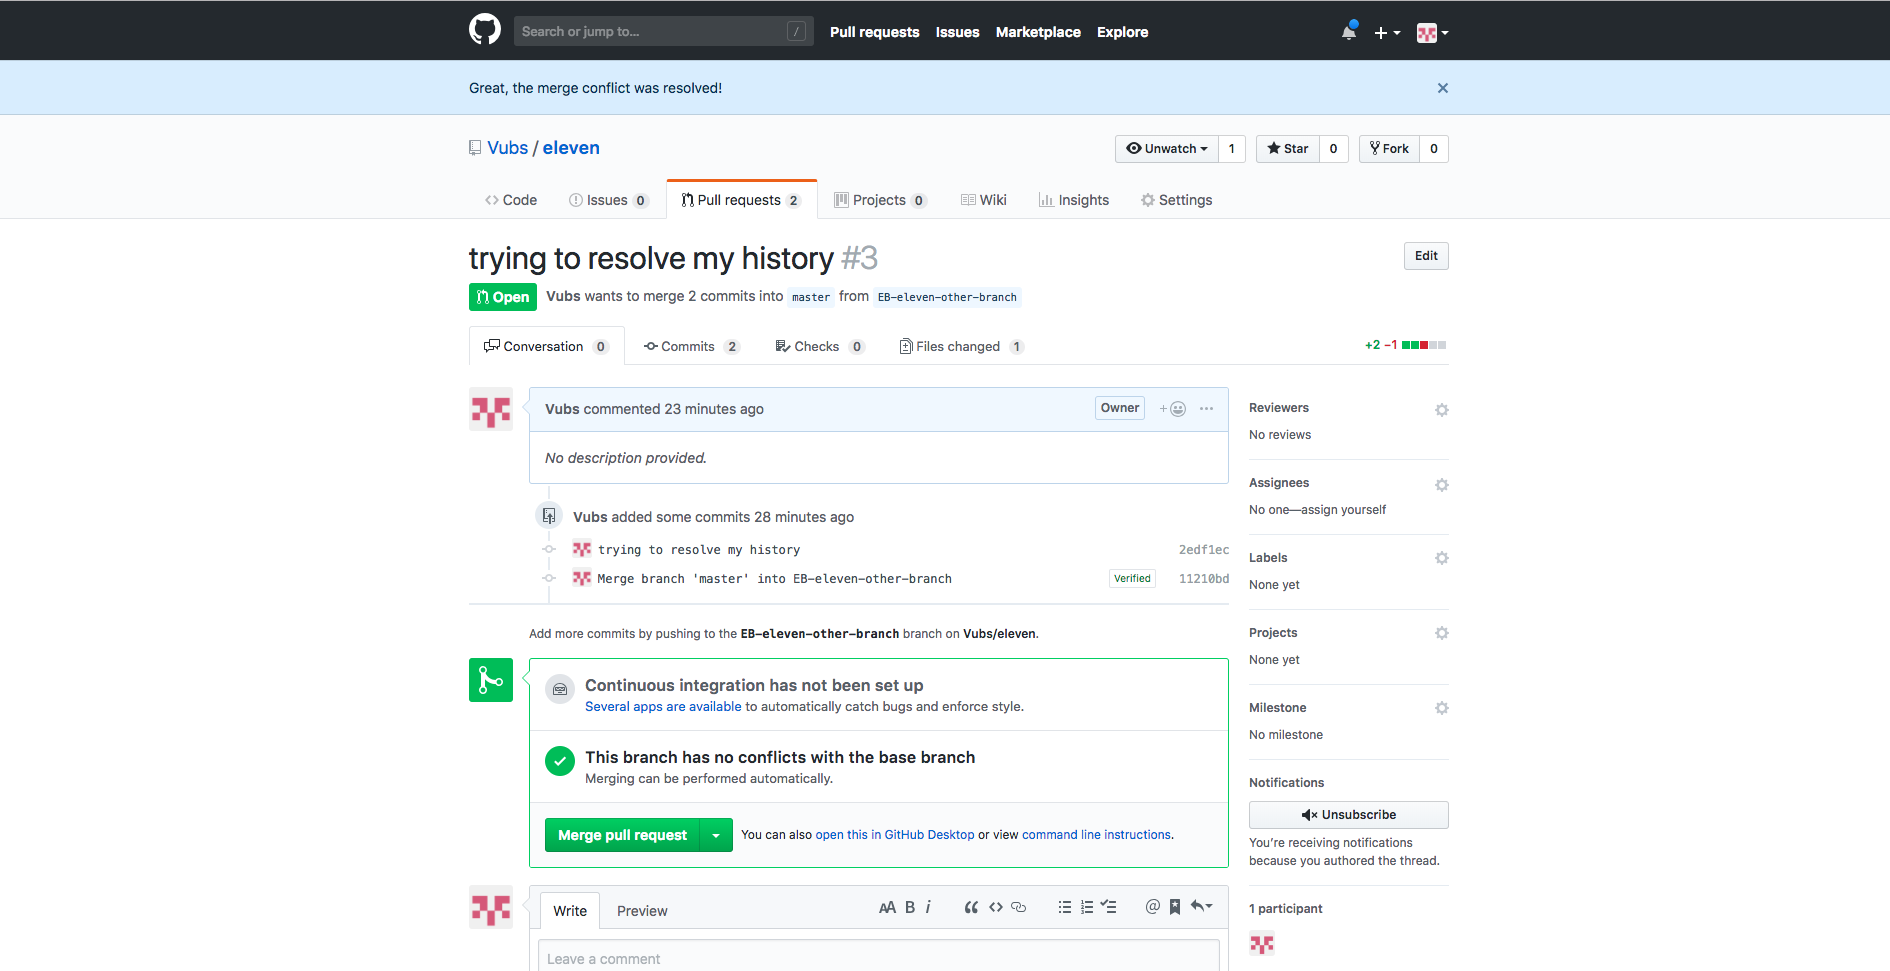 Search or jump to... / Pull requests Issues Marketplace Explore
Great, the merge conflict was resolved!
Vubs / eleven Unwatch 1 Star 0 Fork 0
Code Issues 0 Pull requests 2 Projects 0 Wiki Insights Settings
trying to resolve my history #3 Edit
Open Vubs wants to merge 2 commits into master from EB-eleven-other-branch
Conversation 0 Commits 2 Checks 0 Files changed 1 +2 −1
Vubs commented 23 minutes ago Owner
No description provided.
Vubs added some commits 28 minutes ago
trying to resolve my history 2edf1ec
Merge branch 'master' into EB-eleven-other-branch Verified 11210bd
Add more commits by pushing to the EB-eleven-other-branch branch on Vubs/eleven.
Continuous integration has not been set up
Several apps are available to automatically catch bugs and enforce style.
This branch has no conflicts with the base branch
Merging can be performed automatically.
Merge pull request You can also open this in GitHub Desktop or view command line instructions.
Write Preview AA B i
Leave a comment
Reviewers
No reviews
Assignees
No one—assign yourself
Labels
None yet
Projects
None yet
Milestone
No milestone
Notifications
Unsubscribe
You're receiving notifications
because you authored the thread.
1 participant